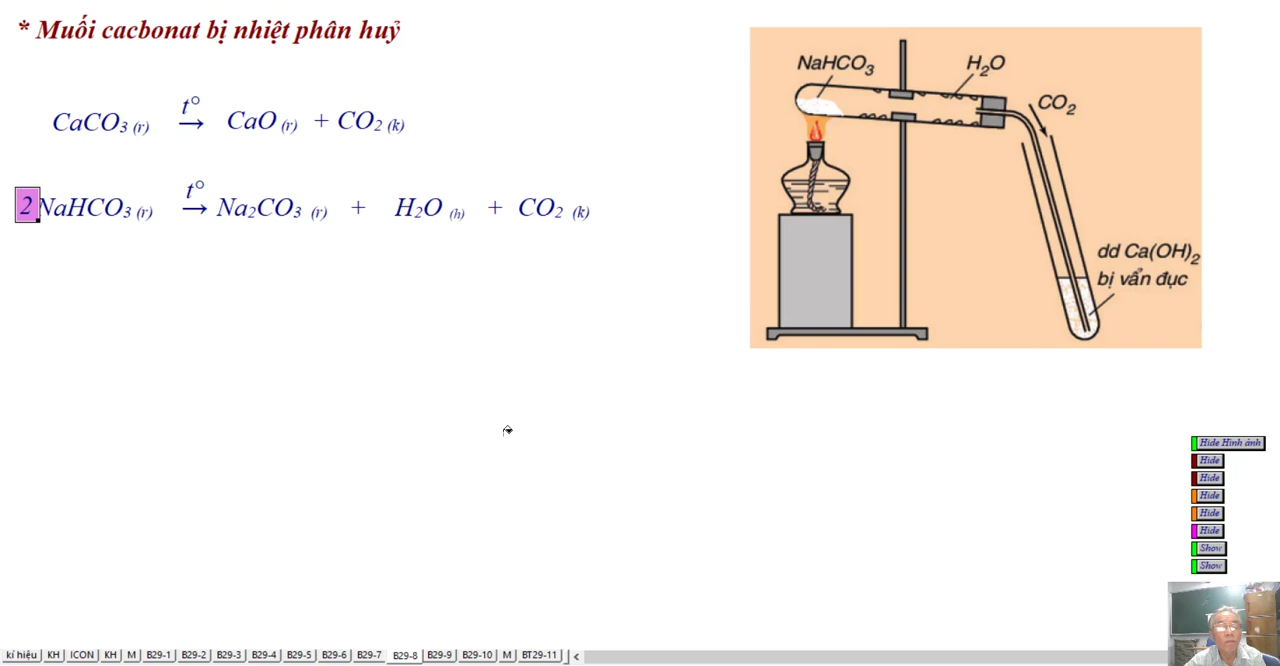 * Muối cacbonat bị nhiệt phân huỷ
CaCO₃ (r) t° → CaO (r) + CO₂ (k)
2 NaHCO₃ (r) t° → Na₂CO₃ (r) + H₂O (h) + CO₂ (k)
NaHCO₃
H₂O
CO₂
dd Ca(OH)₂
bị vẩn đục
Hide Hình ảnh
Hide
Hide
Hide
Hide
Hide
Show
Show
kí hiệu | KH | ICON | KH | M | B29-1 | B29-2 | B29-3 | B29-4 | B29-5 | B29-6 | B29-7 | B29-8 | B29-9 | B29-10 | M | BT29-11